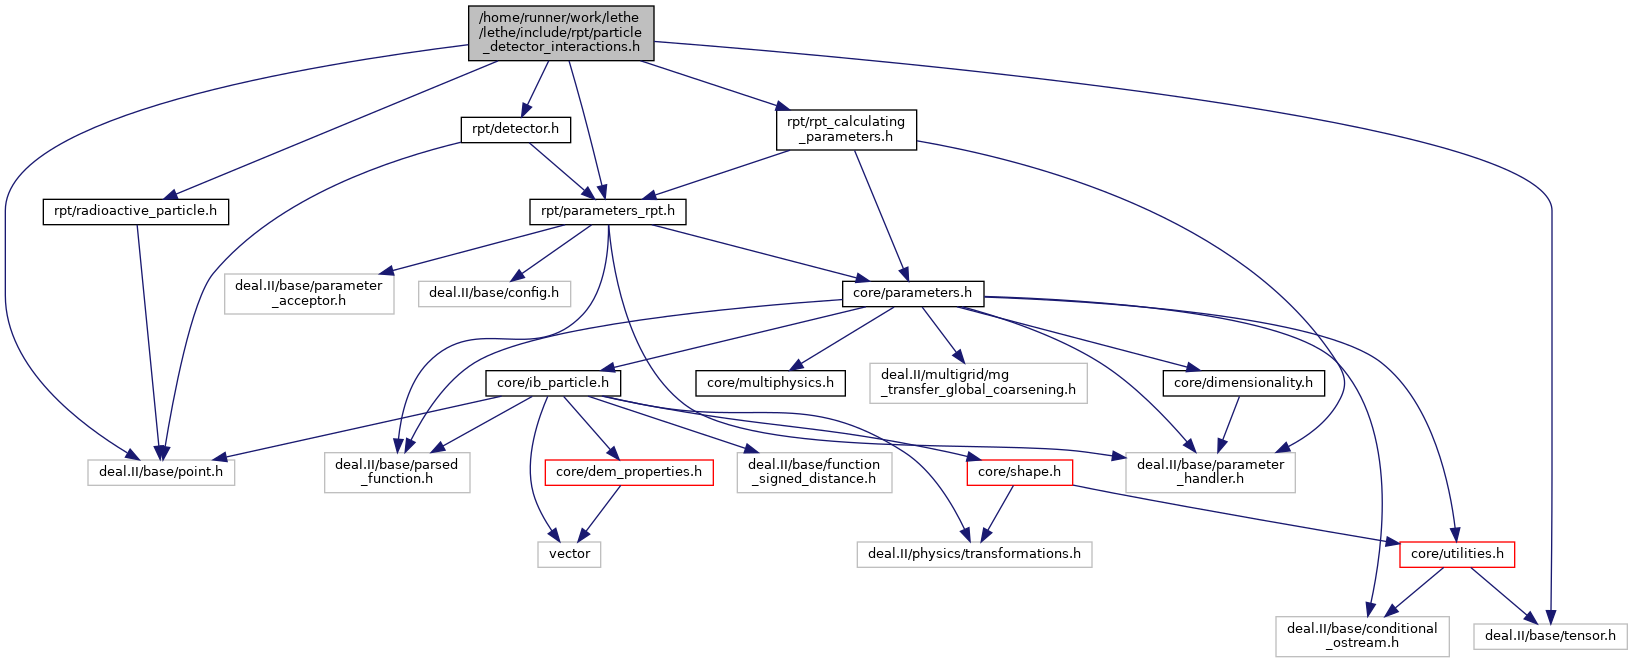 /home/runner/work/lethe
/lethe/include/rpt/particle
_detector_interactions.h
rpt/detector.h
rpt/rpt_calculating
_parameters.h
rpt/radioactive_particle.h
rpt/parameters_rpt.h
deal.II/base/parameter
_acceptor.h
deal.II/base/config.h
core/parameters.h
core/ib_particle.h
core/multiphysics.h
deal.II/multigrid/mg
_transfer_global_coarsening.h
core/dimensionality.h
deal.II/base/point.h
deal.II/base/parsed
_function.h
core/dem_properties.h
deal.II/base/function
_signed_distance.h
core/shape.h
deal.II/base/parameter
_handler.h
vector
deal.II/physics/transformations.h
core/utilities.h
deal.II/base/conditional
_ostream.h
deal.II/base/tensor.h